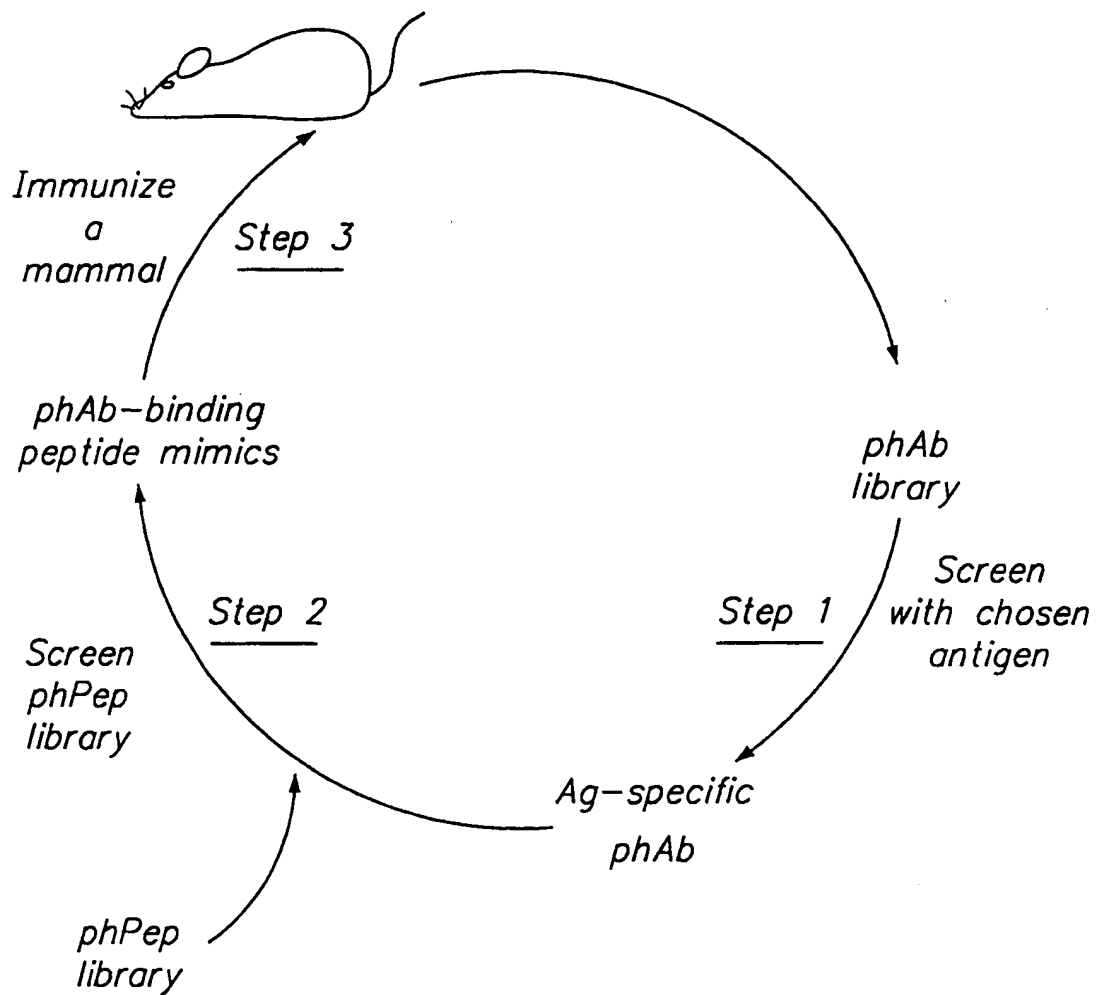 Immunize
a
mammal
Step 3
phAb-binding
peptide mimics
phAb
library
Screen
with chosen
antigen
Step 1
Step 2
Screen
phPep
library
Ag-specific
phAb
phPep
library